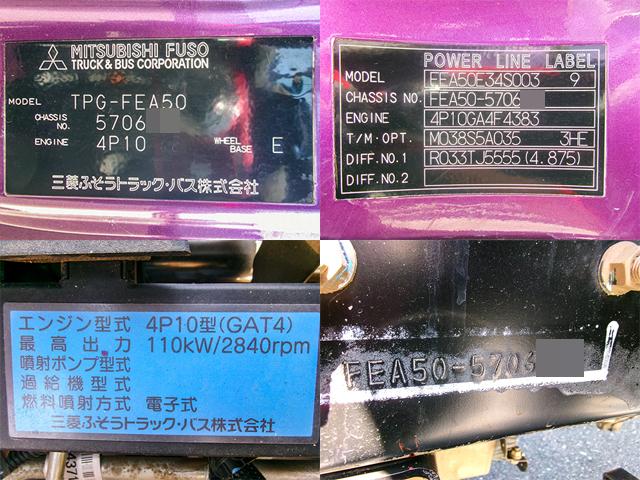 MITSUBISHI FUSO
TRUCK & BUS CORPORATION
MODEL TPG-FEA50
CHASSIS NO. 5706
ENGINE 4P10 WHEEL BASE E
三菱ふそうトラック・バス株式会社
POWER LINE LABEL
MODEL FEA50E34S003 9
CHASSIS NO. FEA50-5706
ENGINE 4P10GA4F4383
T/M・OPT. M038S5A035 3HE
DIFF.NO.1 R033TJ5555(4.875)
DIFF.NO.2
エンジン型式 4P10型(GAT4)
最高出力 110kW/2840rpm
噴射ポンプ型式
過給機型式
燃料噴射方式 電子式
三菱ふそうトラック・バス株式会社
FEA50-5706